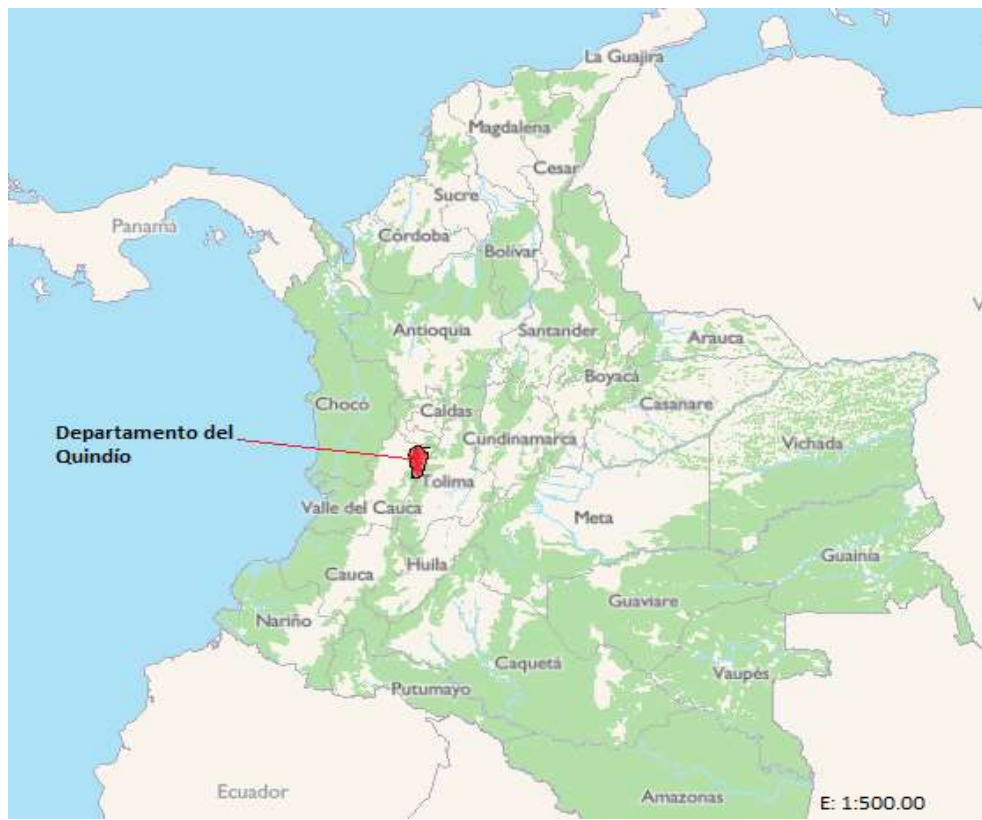 La Guajira
Magdalena
Cesar
Sucre
Panamá
Córdoba
Bolívar
Antioquia
Santander
Arauca
Boyacá
Chocó
Caldas
Casanare
Departamento del
Quindío
Cundinamarca
Vichada
Tolima
Valle del Cauca
Meta
Guainía
Huila
Cauca
Guaviare
Nariño
Caquetá
Vaupés
Putumayo
Ecuador
Amazonas
E: 1:500.00
V